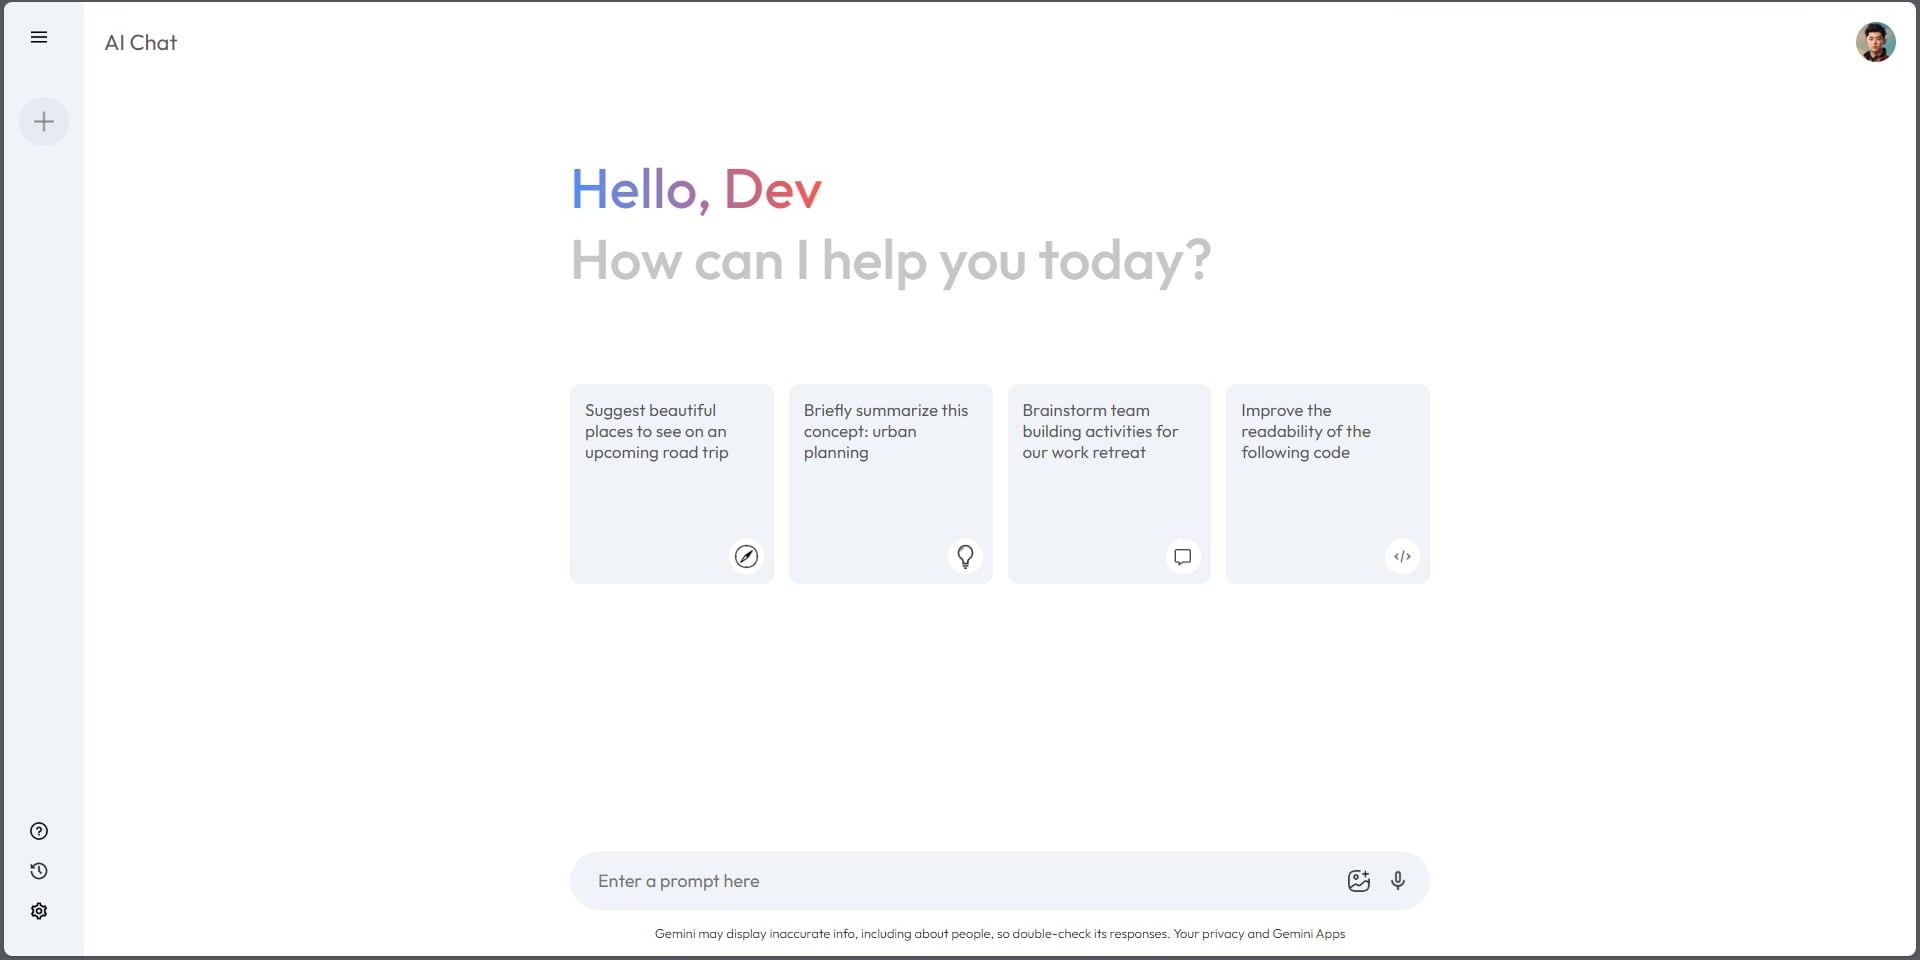 AI Chat
Hello, Dev
How can I help you today?
Suggest beautiful
places to see on an
upcoming road trip
Briefly summarize this
concept: urban
planning
Brainstorm team
building activities for
our work retreat
Improve the
readability of the
following code
Enter a prompt here
Gemini may display inaccurate info, including about people, so double-check its responses. Your privacy and Gemini Apps